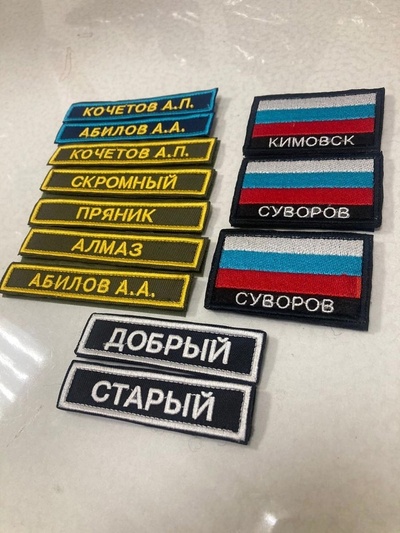 КОЧЕТОВ А.П.
АБИЛОВ А.А.
КОЧЕТОВ А.П.
СКРОМНЫЙ
ПРЯНИК
АЛМАЗ
АБИЛОВ А.А.
КИМОВСК
СУВОРОВ
СУВОРОВ
ДОБРЫЙ
СТАРЫЙ